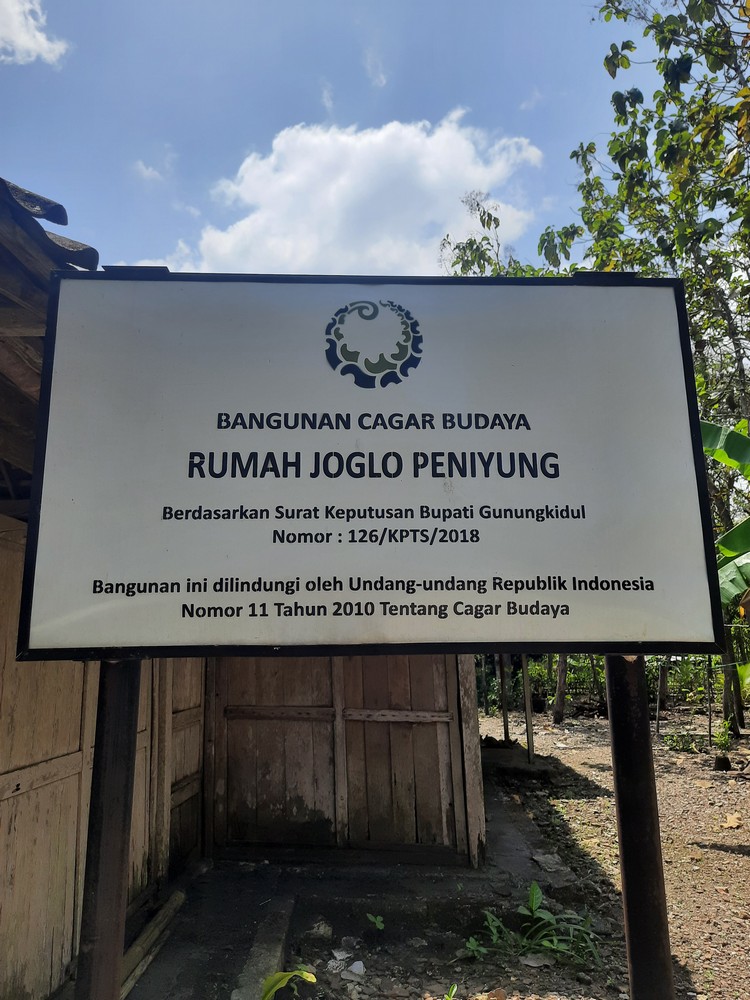 BANGUNAN CAGAR BUDAYA
RUMAH JOGLO PENIYUNG
Berdasarkan Surat Keputusan Bupati Gunungkidul
Nomor : 126/KPTS/2018
Bangunan ini dilindungi oleh Undang-undang Republik Indonesia
Nomor 11 Tahun 2010 Tentang Cagar Budaya